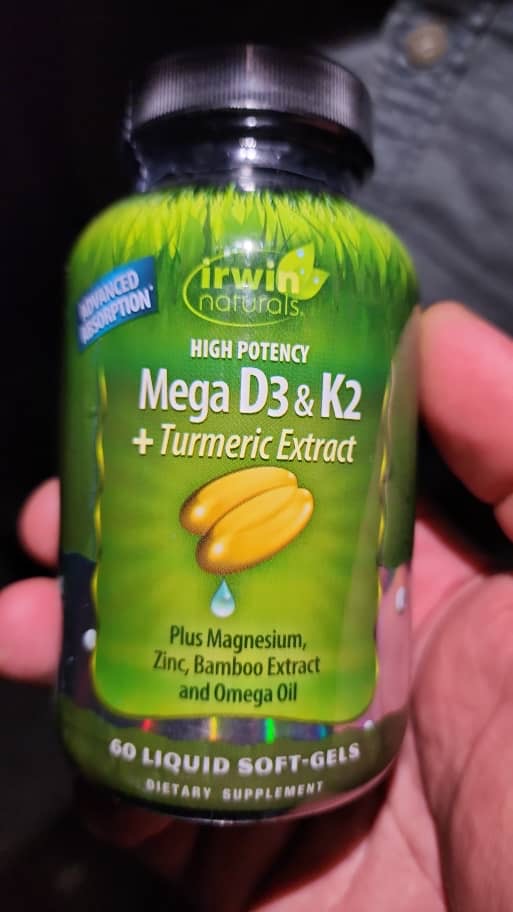 irwin
naturals®
ADVANCED
ABSORPTION*
HIGH POTENCY
Mega D3 & K2
+ Turmeric Extract
Plus Magnesium,
Zinc, Bamboo Extract
and Omega Oil
60 LIQUID SOFT-GELS
DIETARY SUPPLEMENT